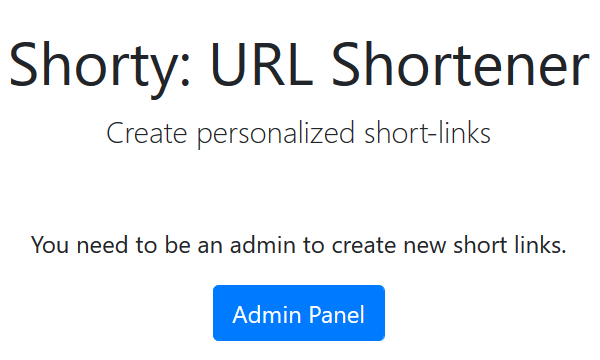 Shorty: URL Shortener
Create personalized short-links
You need to be an admin to create new short links.
Admin Panel